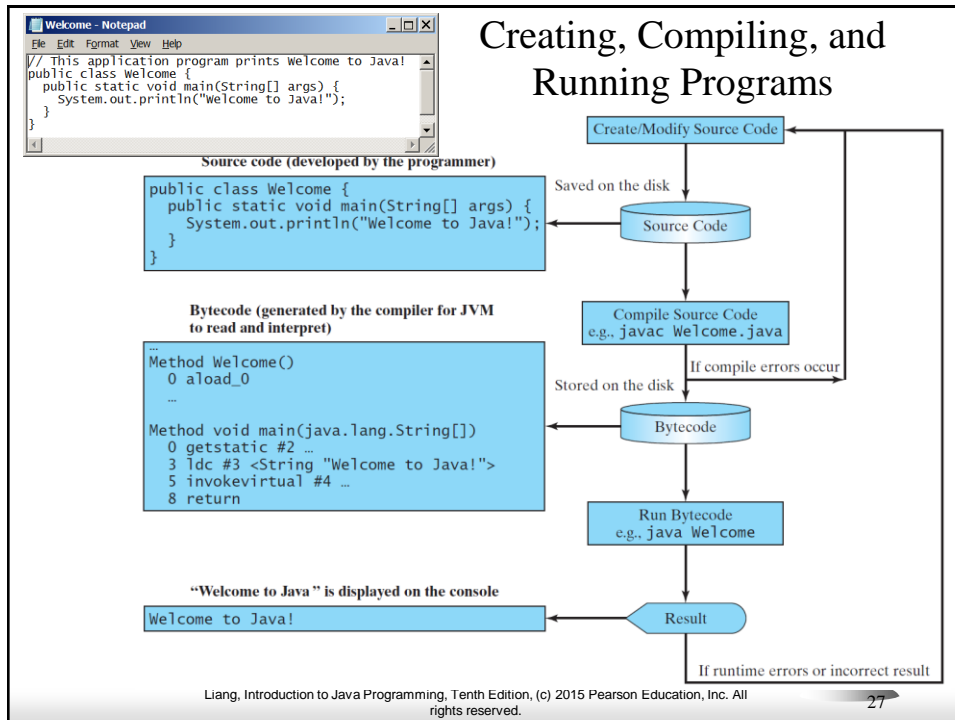 Welcome - Notepad
File Edit Format View Help
// This application program prints Welcome to Java!
public class Welcome {
  public static void main(String[] args) {
    System.out.println("Welcome to Java!");
  }
}
Creating, Compiling, and
Running Programs
Create/Modify Source Code
Source code (developed by the programmer)
Saved on the disk
public class Welcome {
  public static void main(String[] args) {
    System.out.println("Welcome to Java!");
  }
}
Source Code
Bytecode (generated by the compiler for JVM
to read and interpret)
Compile Source Code
e.g., javac Welcome.java
If compile errors occur
Stored on the disk
…
Method Welcome()
  0 aload_0
  …
Method void main(java.lang.String[])
  0 getstatic #2 …
  3 ldc #3 <String "Welcome to Java!">
  5 invokevirtual #4 …
  8 return
Bytecode
Run Bytecode
e.g., java Welcome
“Welcome to Java” is displayed on the console
Welcome to Java!
Result
If runtime errors or incorrect result
Liang, Introduction to Java Programming, Tenth Edition, (c) 2015 Pearson Education, Inc. All
rights reserved.
27